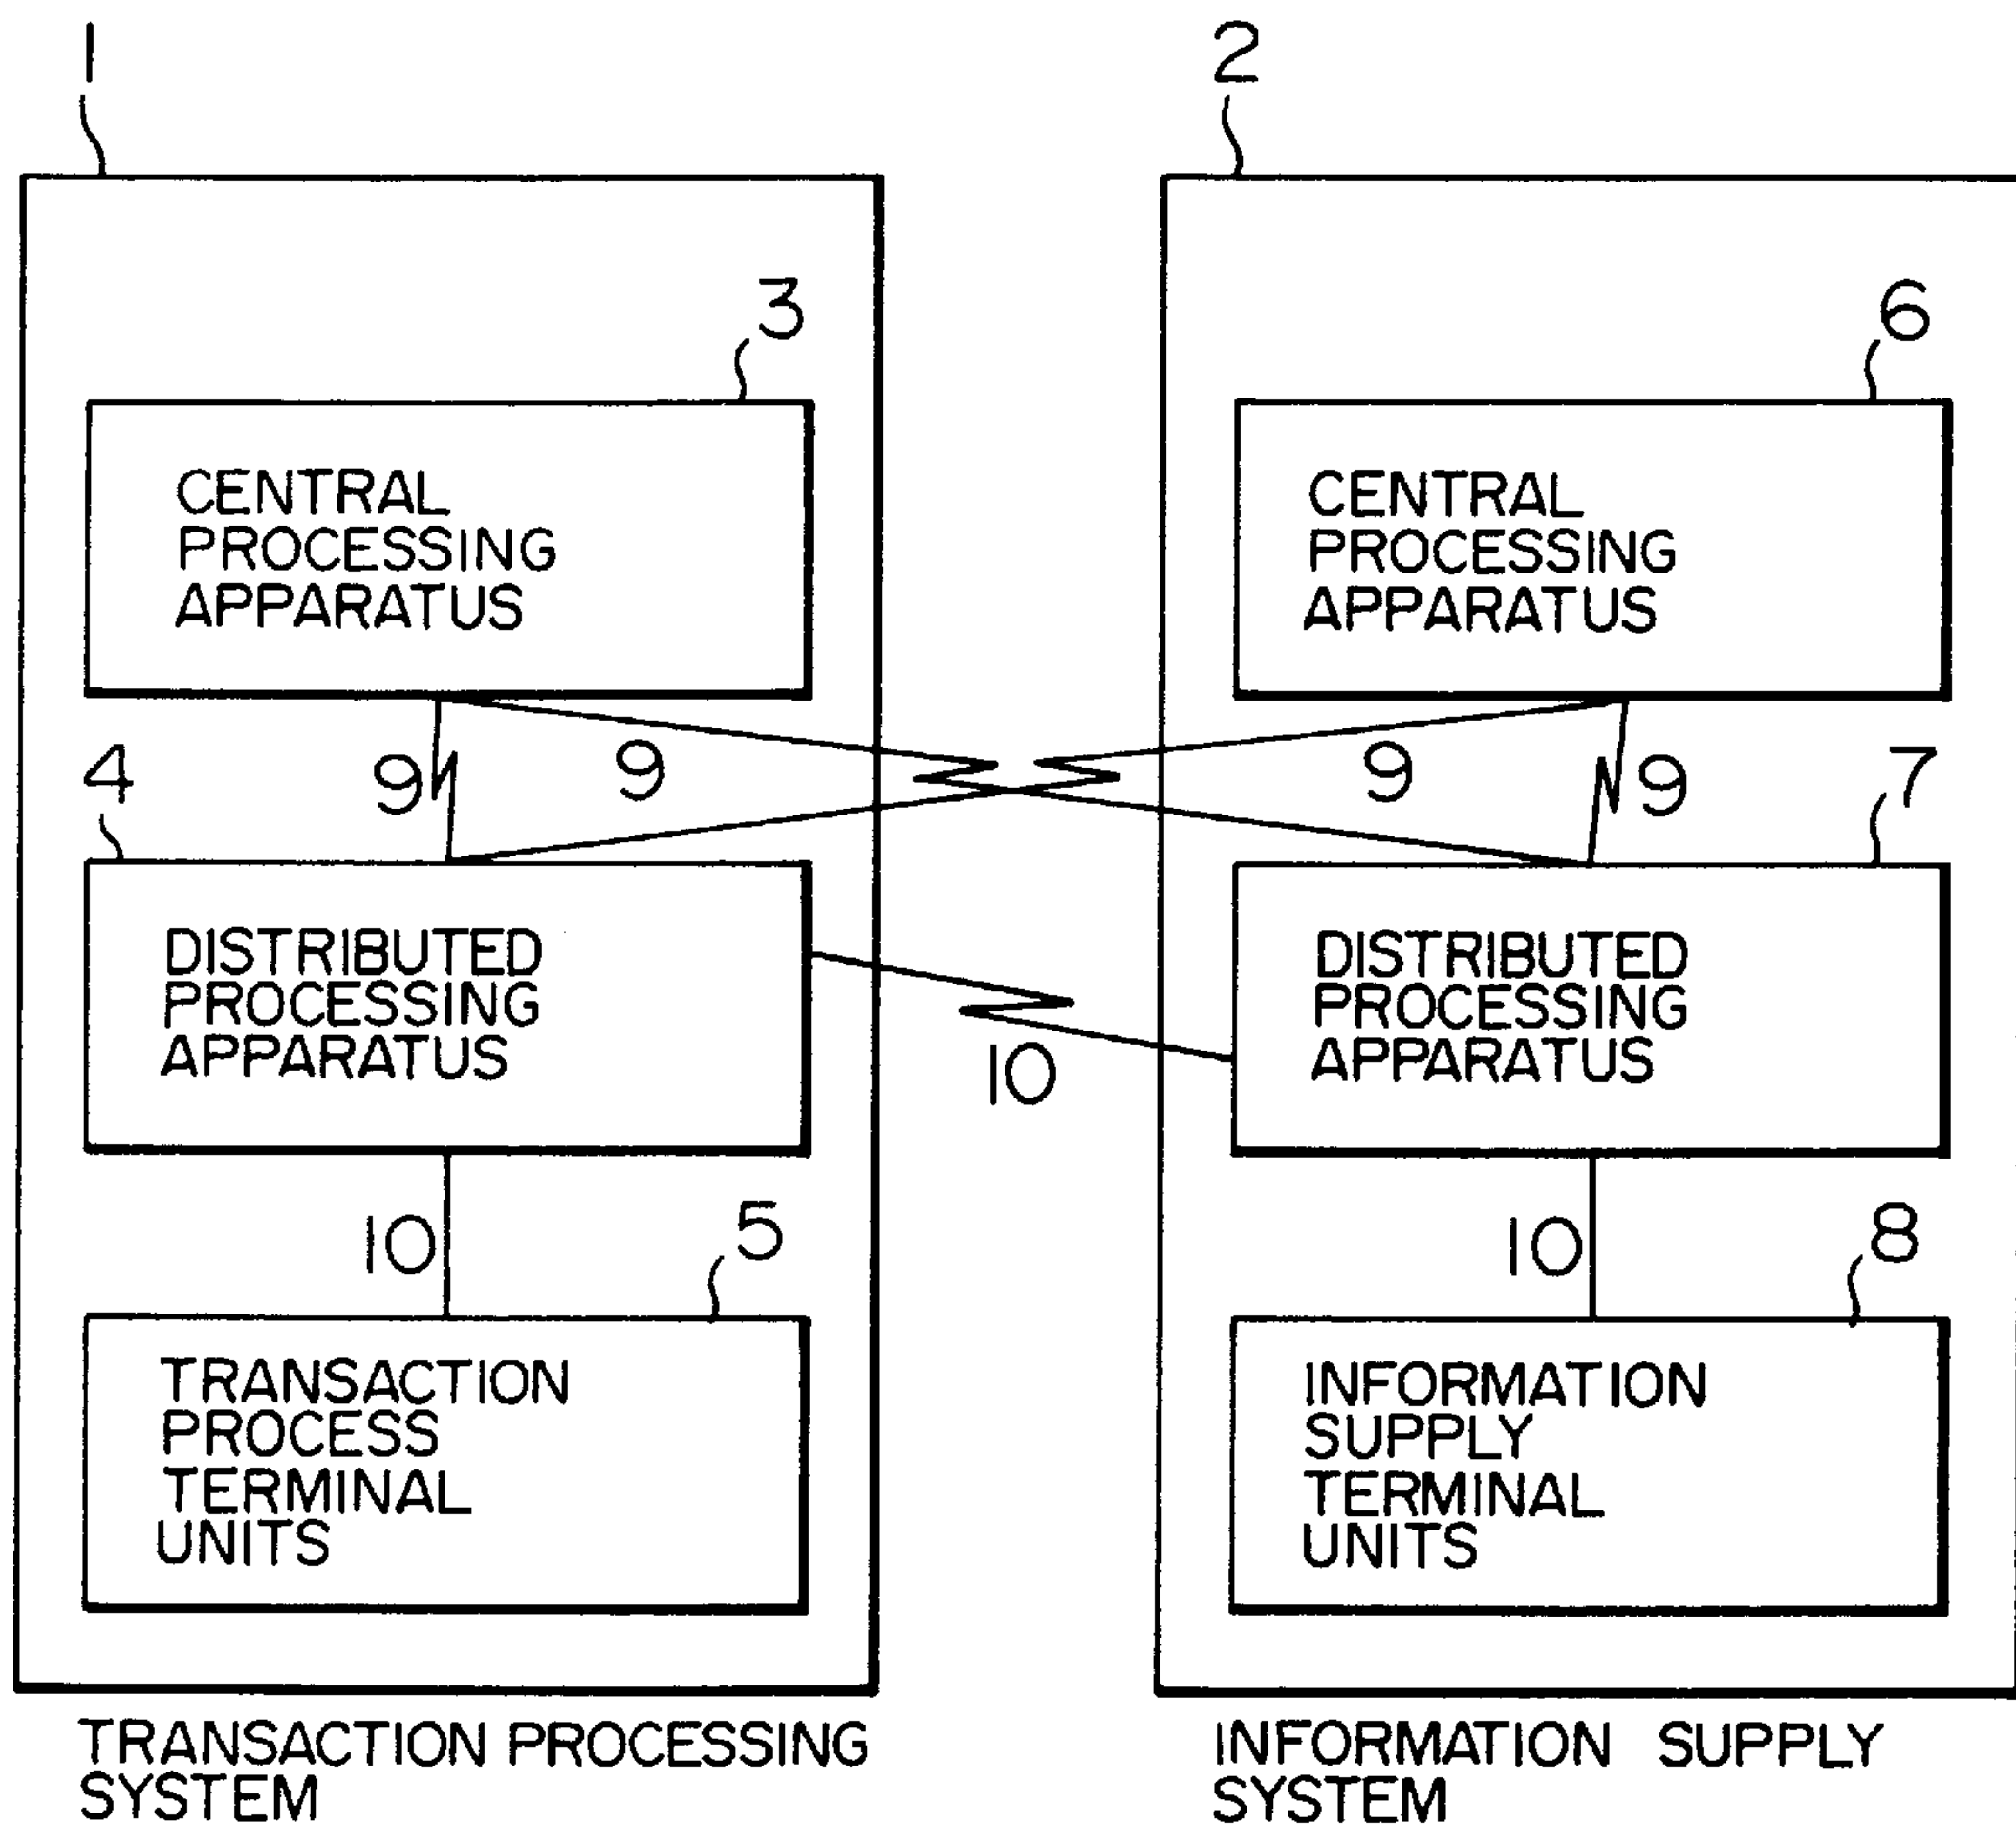 1
2
3
6
CENTRAL
PROCESSING
APPARATUS
CENTRAL
PROCESSING
APPARATUS
4
9
9
9
9
7
DISTRIBUTED
PROCESSING
APPARATUS
10
DISTRIBUTED
PROCESSING
APPARATUS
10
5
10
8
TRANSACTION
PROCESS
TERMINAL
UNITS
INFORMATION
SUPPLY
TERMINAL
UNITS
TRANSACTION PROCESSING
SYSTEM
INFORMATION SUPPLY
SYSTEM